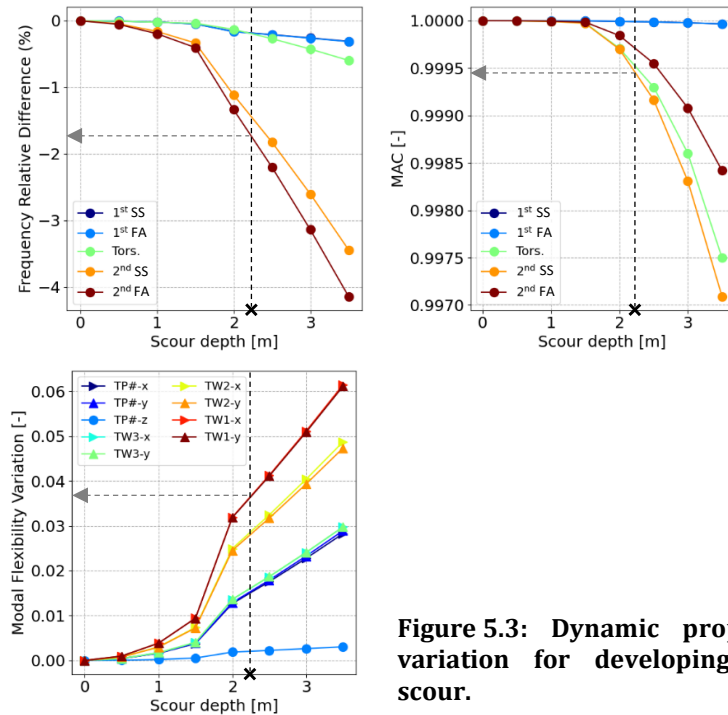 Frequency Relative Difference (%)
0
−1
−2
−3
−4
1st SS
1st FA
Tors.
2nd SS
2nd FA
0 1 2 3
Scour depth [m]
MAC [-]
1.0000
0.9995
0.9990
0.9985
0.9980
0.9975
0.9970
1st SS
1st FA
Tors.
2nd SS
2nd FA
0 1 2 3
Scour depth [m]
Modal Flexibility Variation [-]
0.06
0.05
0.04
0.03
0.02
0.01
0.00
TP#-x
TP#-y
TP#-z
TW3-x
TW3-y
TW2-x
TW2-y
TW1-x
TW1-y
0 1 2 3
Scour depth [m]
Figure 5.3: Dynamic pro
variation for developing
scour.